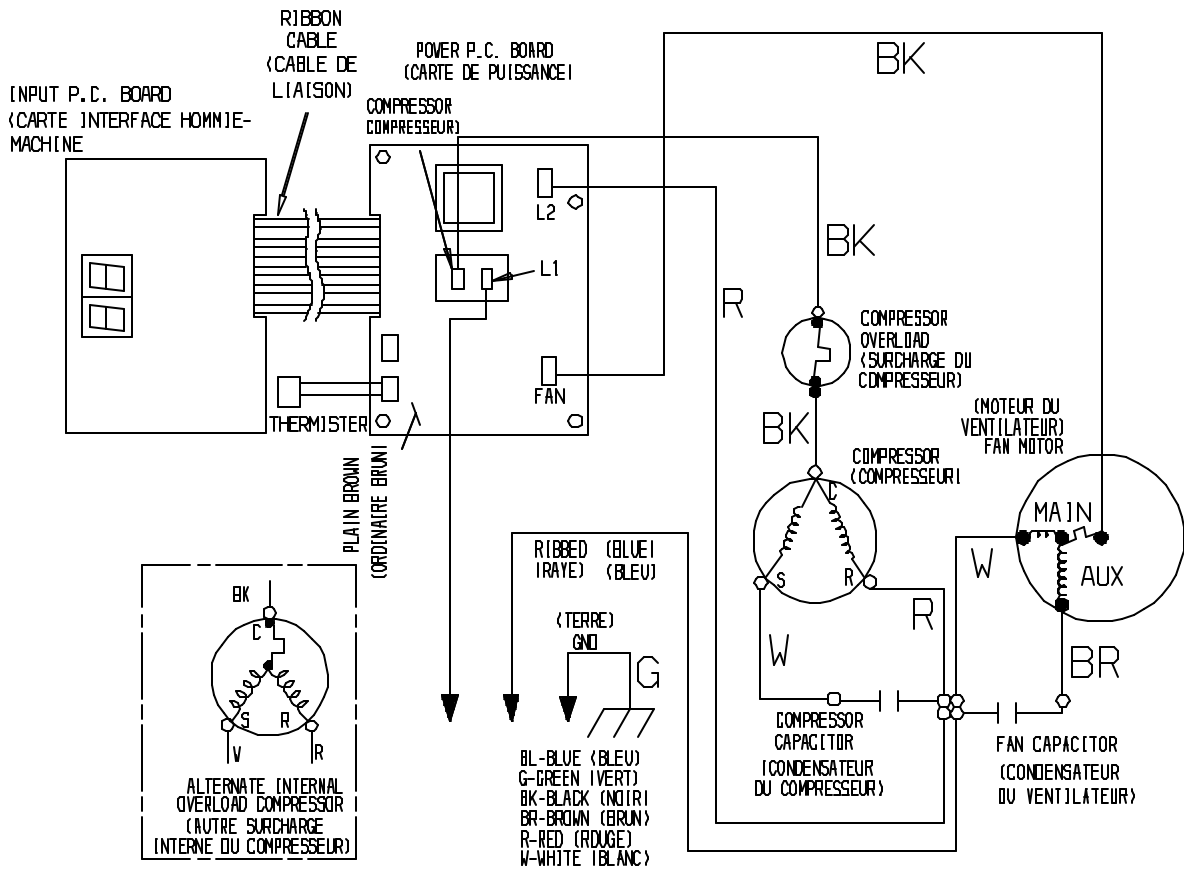 RIBBON
CABLE
(CABLE DE
LIAISON)
POWER P.C. BOARD
(CARTE DE PUISSANCE)
INPUT P.C. BOARD
(CARTE INTERFACE HOMMIE-
MACHINE
COMPRESSOR
COMPRESSEUR)
BK
L2
L1
BK
R
COMPRESSOR
OVERLOAD
(SURCHARGE DU
COMPRESSEUR)
FAN
THERMISTER
BK
(MOTEUR DU
VENTILATEUR)
FAN MOTOR
COMPRESSOR
(COMPRESSEUR)
PLAIN BROWN
(ORDINAIRE BRUN)
C
S
R
MAIN
AUX
W
RIBBED (BLUE)
(RAYE) (BLEU)
BK
C
S
R
W
R
(TERRE)
GND
G
R
W
BR
COMPRESSOR
CAPACITOR
(CONDENSATEUR
DU COMPRESSEUR)
FAN CAPACITOR
(CONDENSATEUR
DU VENTILATEUR)
ALTERNATE INTERNAL
OVERLOAD COMPRESSOR
(AUTRE SURCHARGE
INTERNE DU COMPRESSEUR)
BL-BLUE (BLEU)
G-GREEN (VERT)
BK-BLACK (NOIR)
BR-BROWN (BRUN)
R-RED (ROUGE)
W-WHITE (BLANC)